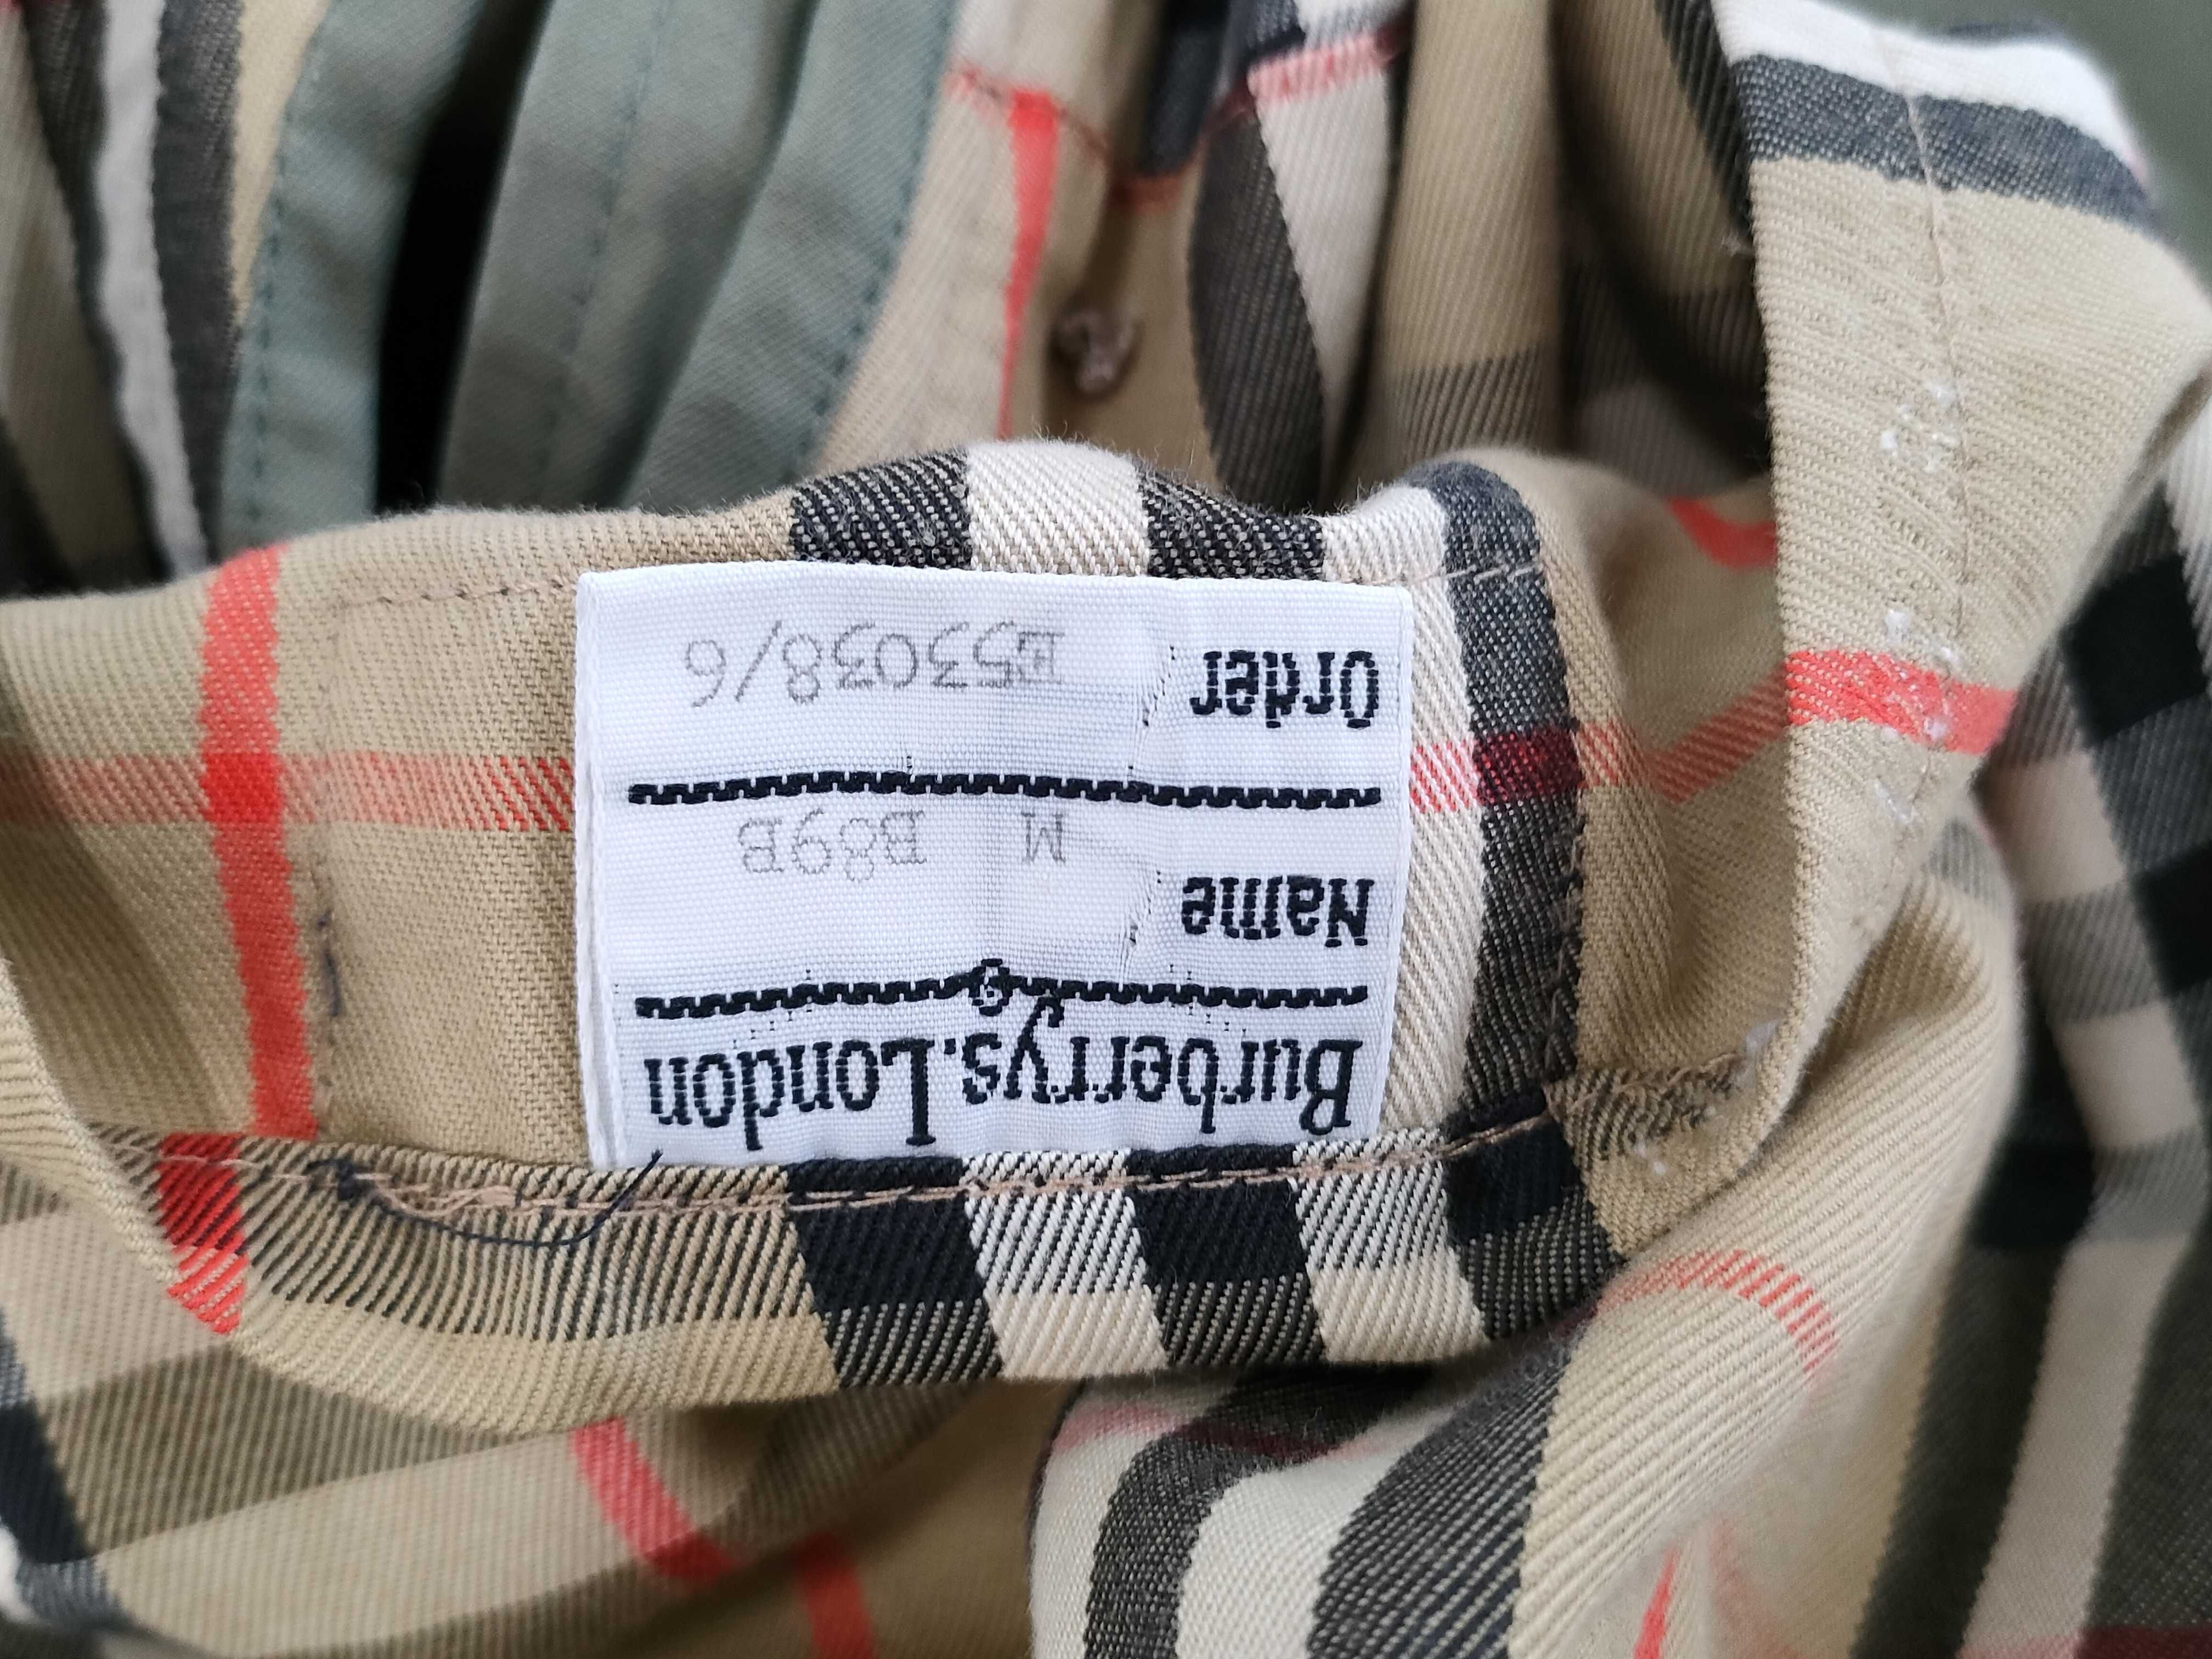 Burberrys.London
Name M B89B
Order E53038/6